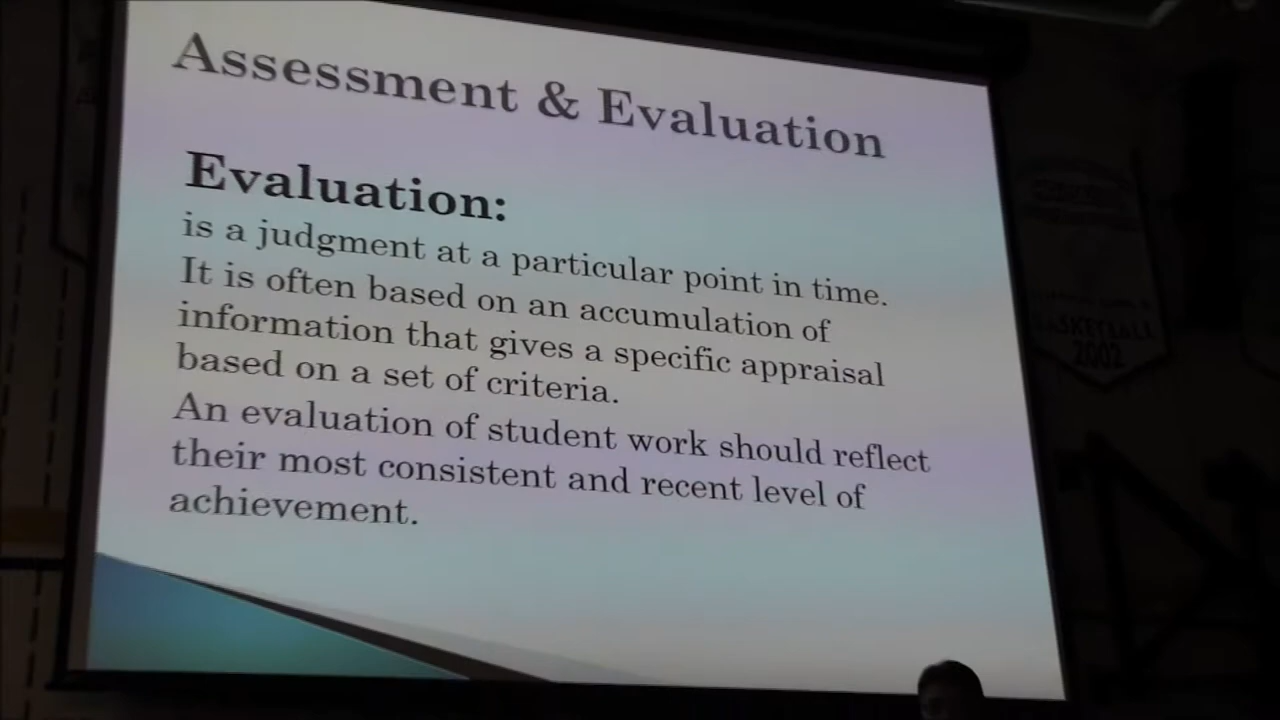 Assessment & Evaluation
Evaluation:
is a judgment at a particular point in time.
It is often based on an accumulation of
information that gives a specific appraisal
based on a set of criteria.
An evaluation of student work should reflect
their most consistent and recent level of
achievement.
2002